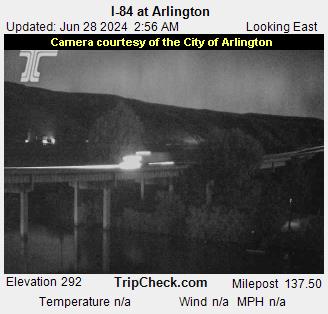 I-84 at Arlington
Updated: Jun 28 2024 2:56 AM Looking East
Camera courtesy of the City of Arlington
Elevation 292 TripCheck.com Milepost 137.50
Temperature n/a Wind n/a MPH n/a